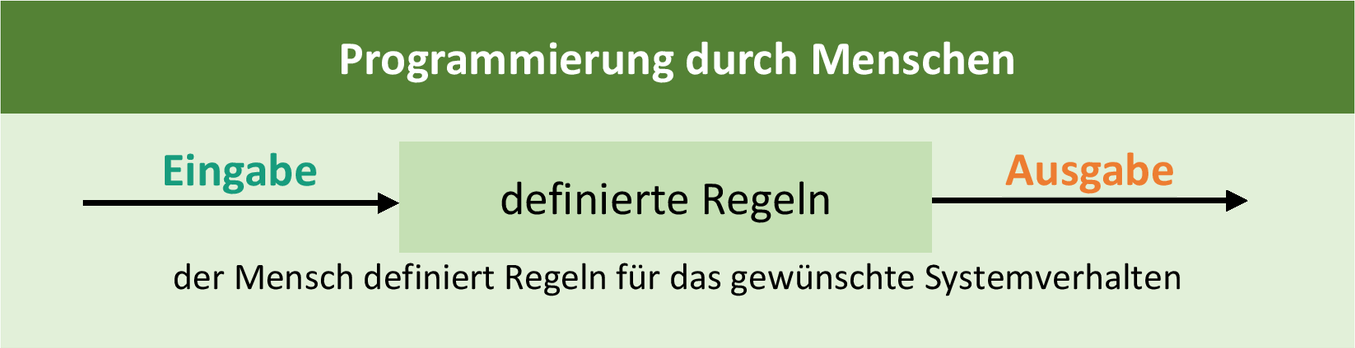 Programmierung durch Menschen
Eingabe
definierte Regeln
Ausgabe
der Mensch definiert Regeln für das gewünschte Systemverhalten